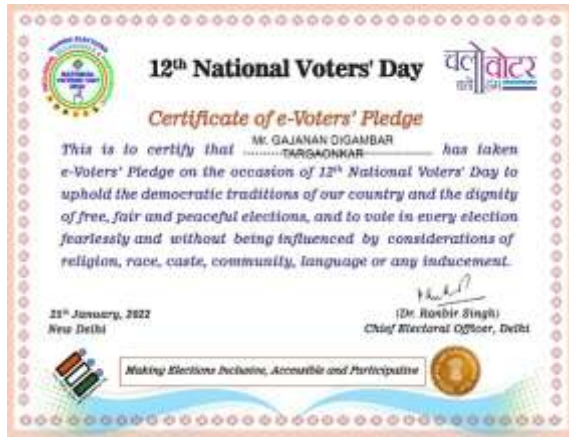 12th National Voters' Day
चलो वोटर
Certificate of e-Voters' Pledge
This is to certify that Mr. GAJANAN DIGAMBAR TARGAONKAR has taken
e-Voters' Pledge on the occasion of 12th National Voters' Day to
uphold the democratic traditions of our country and the dignity
of free, fair and peaceful elections, and to vote in every election
fearlessly and without being influenced by considerations of
religion, race, caste, community, language or any inducement.
25th January, 2022
New Delhi
(Dr. Ranbir Singh)
Chief Electoral Officer, Delhi
Making Elections Inclusive, Accessible and Participative